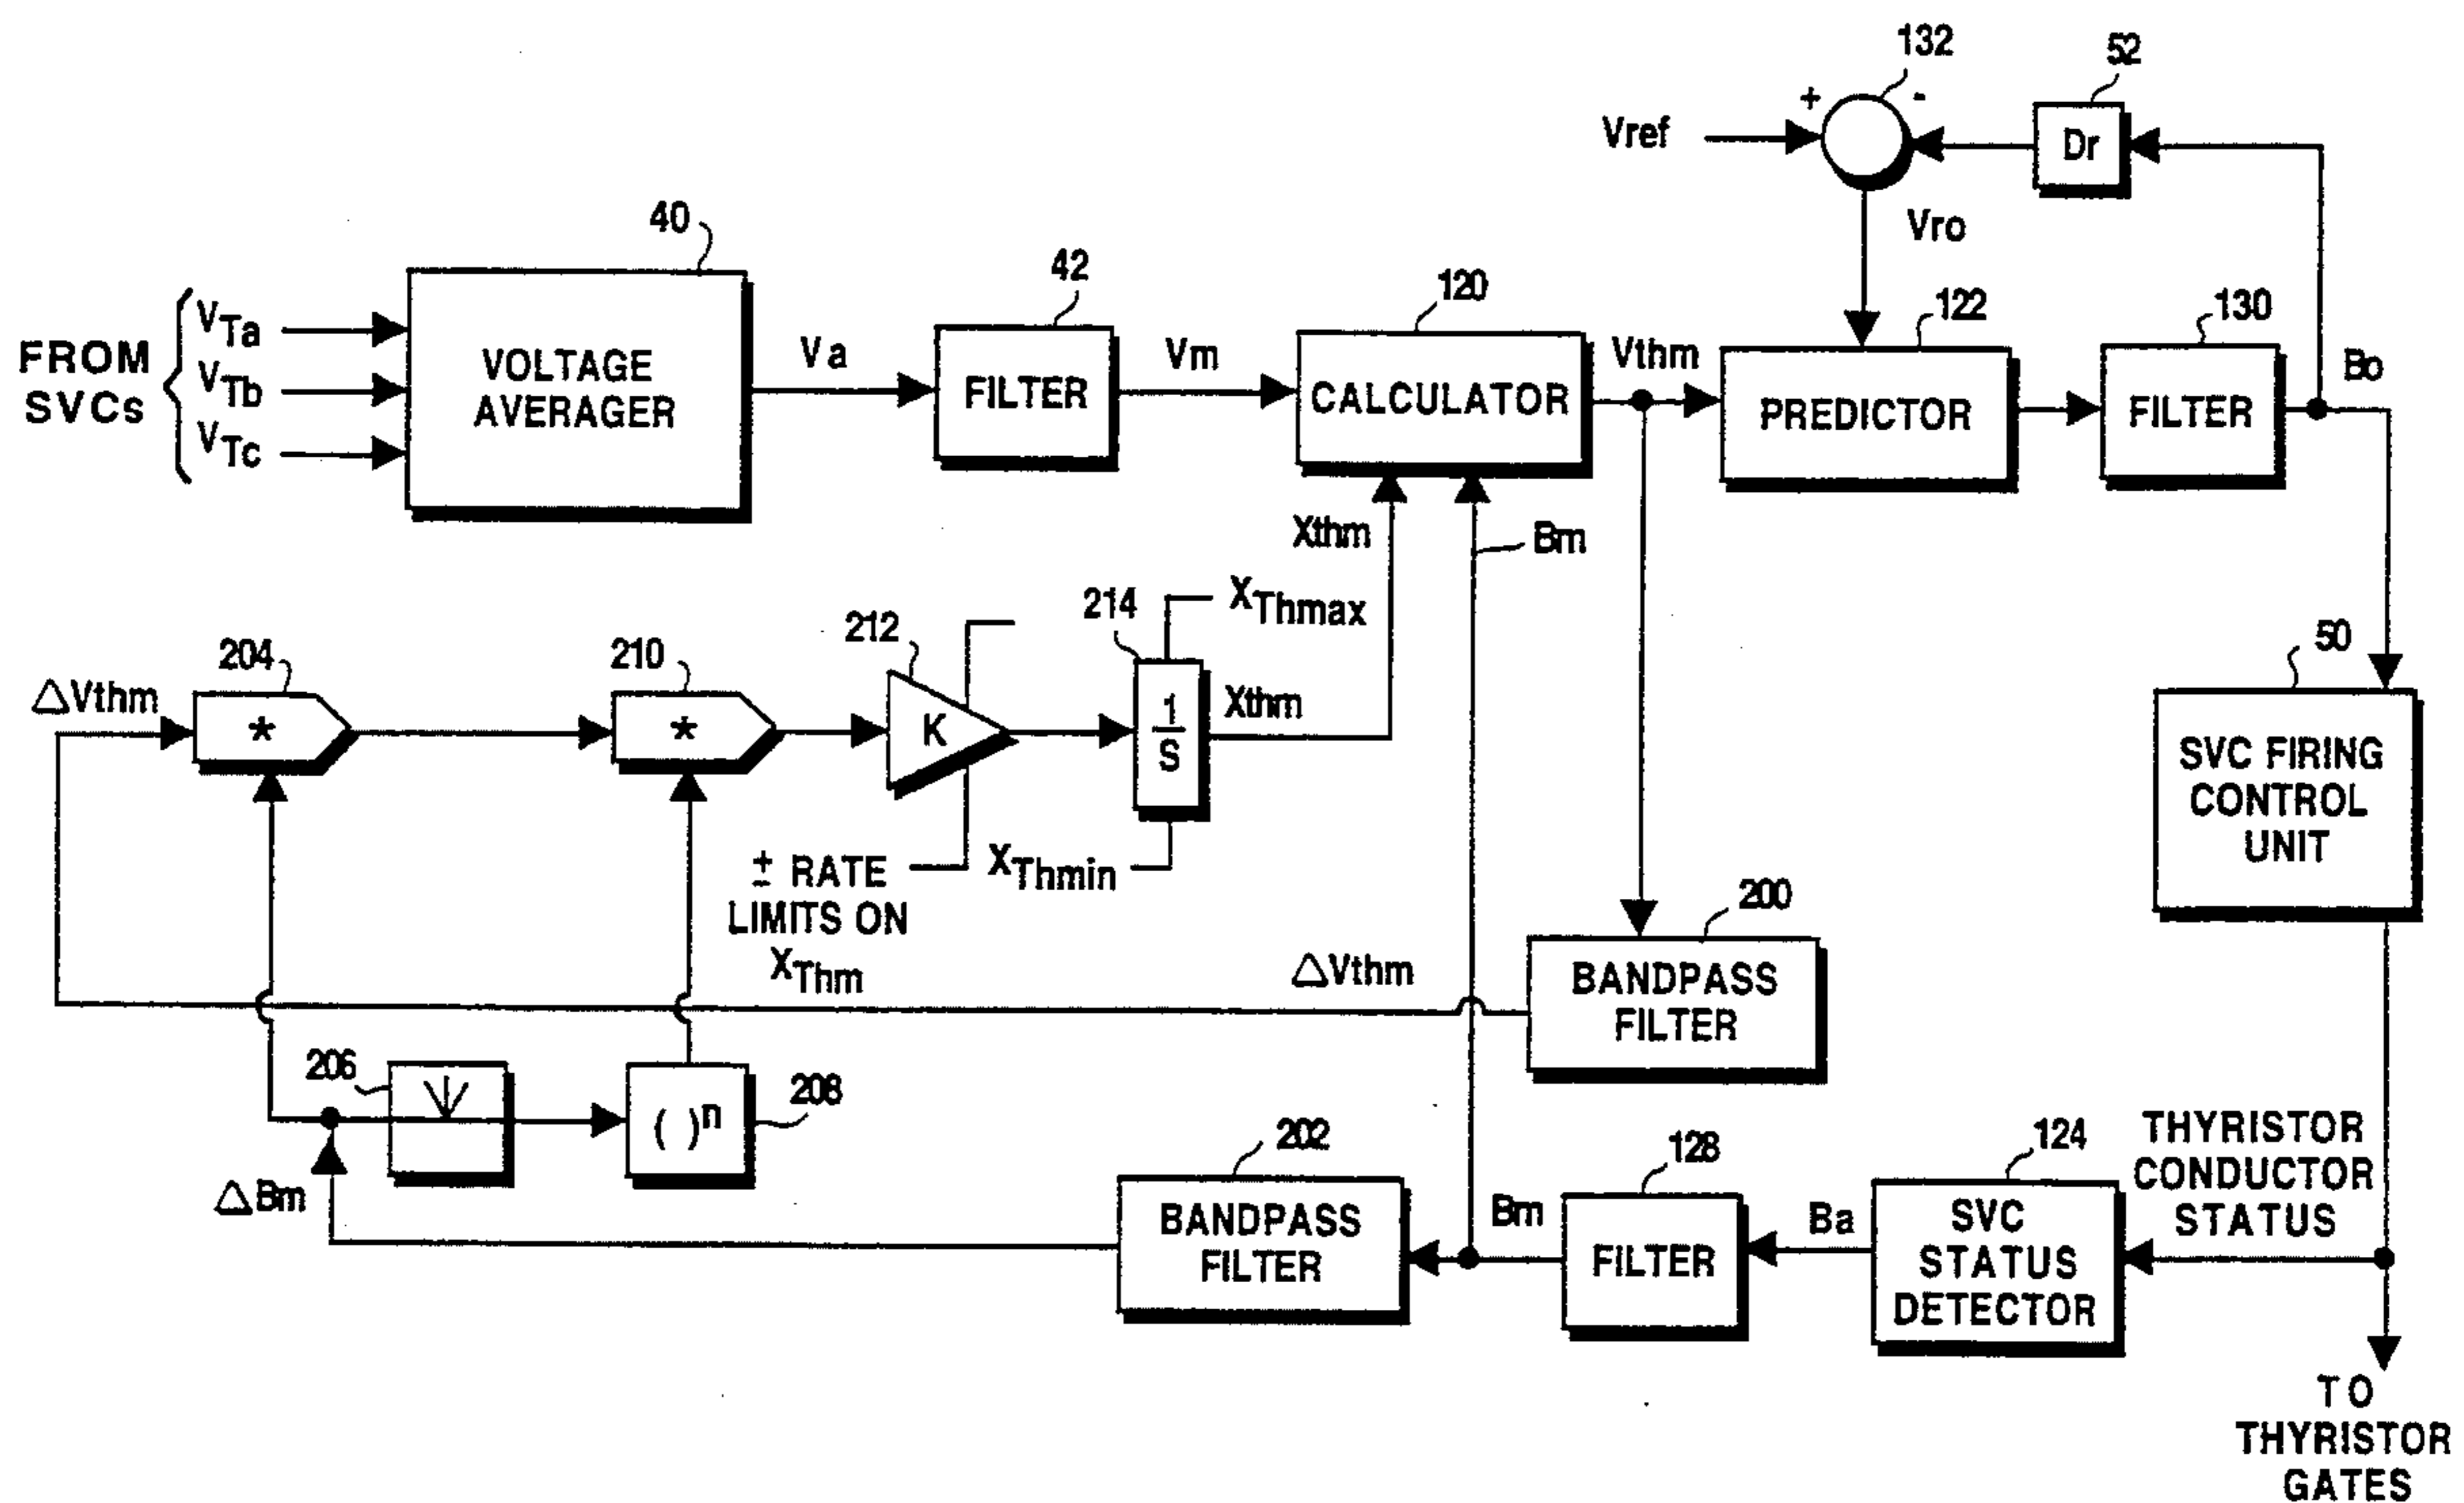 132
52
+
-
Vref
Dr
Vro
40
42
120
122
130
FROM
SVCs
VTa
VTb
VTc
VOLTAGE
AVERAGER
Va
FILTER
Vm
CALCULATOR
Vthm
PREDICTOR
FILTER
Bo
Xthm
Bm
204
210
212
214
XThmax
50
△Vthm
*
*
K
1
S
Xthm
SVC FIRING
CONTROL
UNIT
± RATE
LIMITS ON
XThm
XThmin
200
△Vthm
BANDPASS
FILTER
206
( )n
208
△Bm
202
BANDPASS
FILTER
Bm
128
FILTER
Ba
124
SVC
STATUS
DETECTOR
THYRISTOR
CONDUCTOR
STATUS
TO
THYRISTOR
GATES